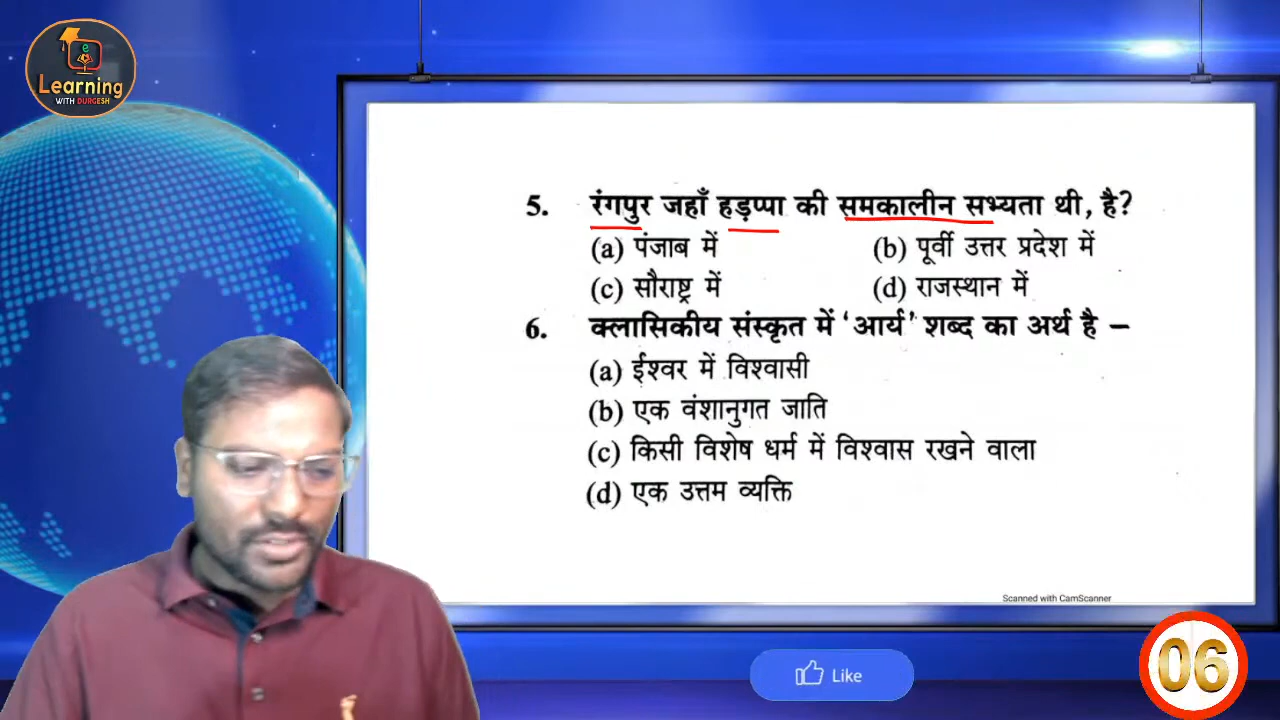 e
Learning
WITH DURGESH
5. रंगपुर जहाँ हड़प्पा की समकालीन सभ्यता थी, है?
(a) पंजाब में (b) पूर्वी उत्तर प्रदेश में
(c) सौराष्ट्र में (d) राजस्थान में
6. क्लासिकीय संस्कृत में 'आर्य' शब्द का अर्थ है –
(a) ईश्वर में विश्वासी
(b) एक वंशानुगत जाति
(c) किसी विशेष धर्म में विश्वास रखने वाला
(d) एक उत्तम व्यक्ति
Scanned with CamScanner
Like
06